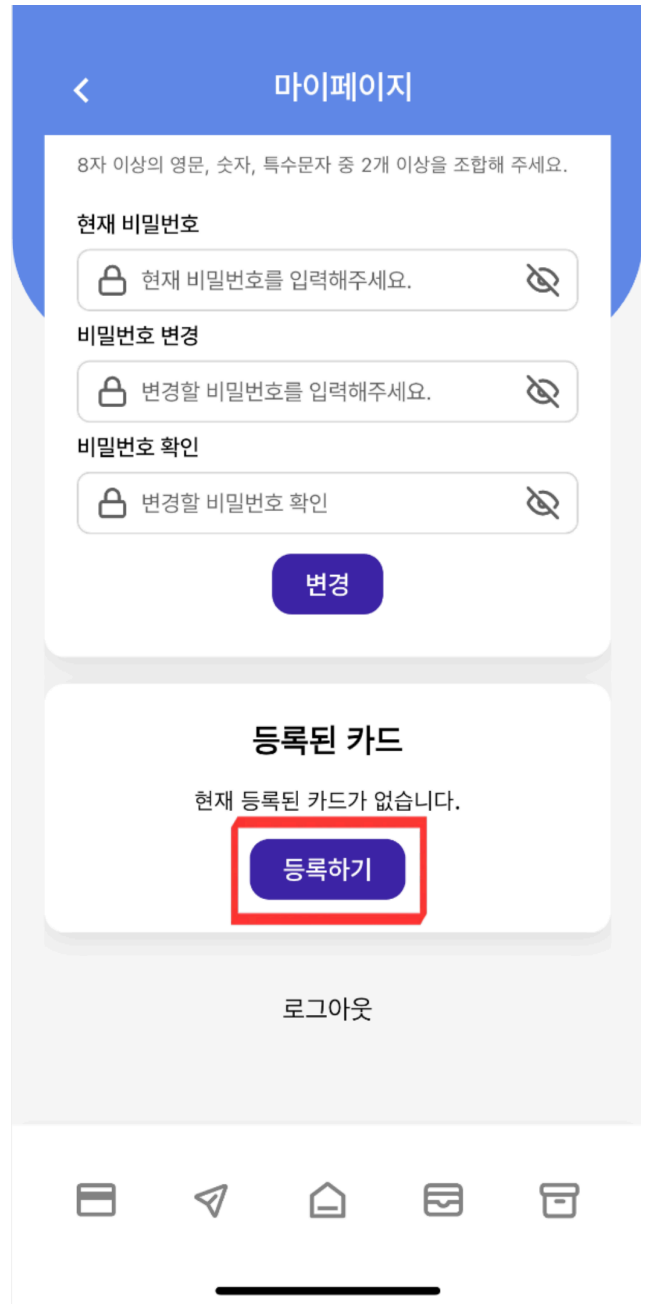 마이페이지
8자 이상의 영문, 숫자, 특수문자 중 2개 이상을 조합해 주세요.
현재 비밀번호
현재 비밀번호를 입력해주세요.
비밀번호 변경
변경할 비밀번호를 입력해주세요.
비밀번호 확인
변경할 비밀번호 확인
변경
등록된 카드
현재 등록된 카드가 없습니다.
등록하기
로그아웃